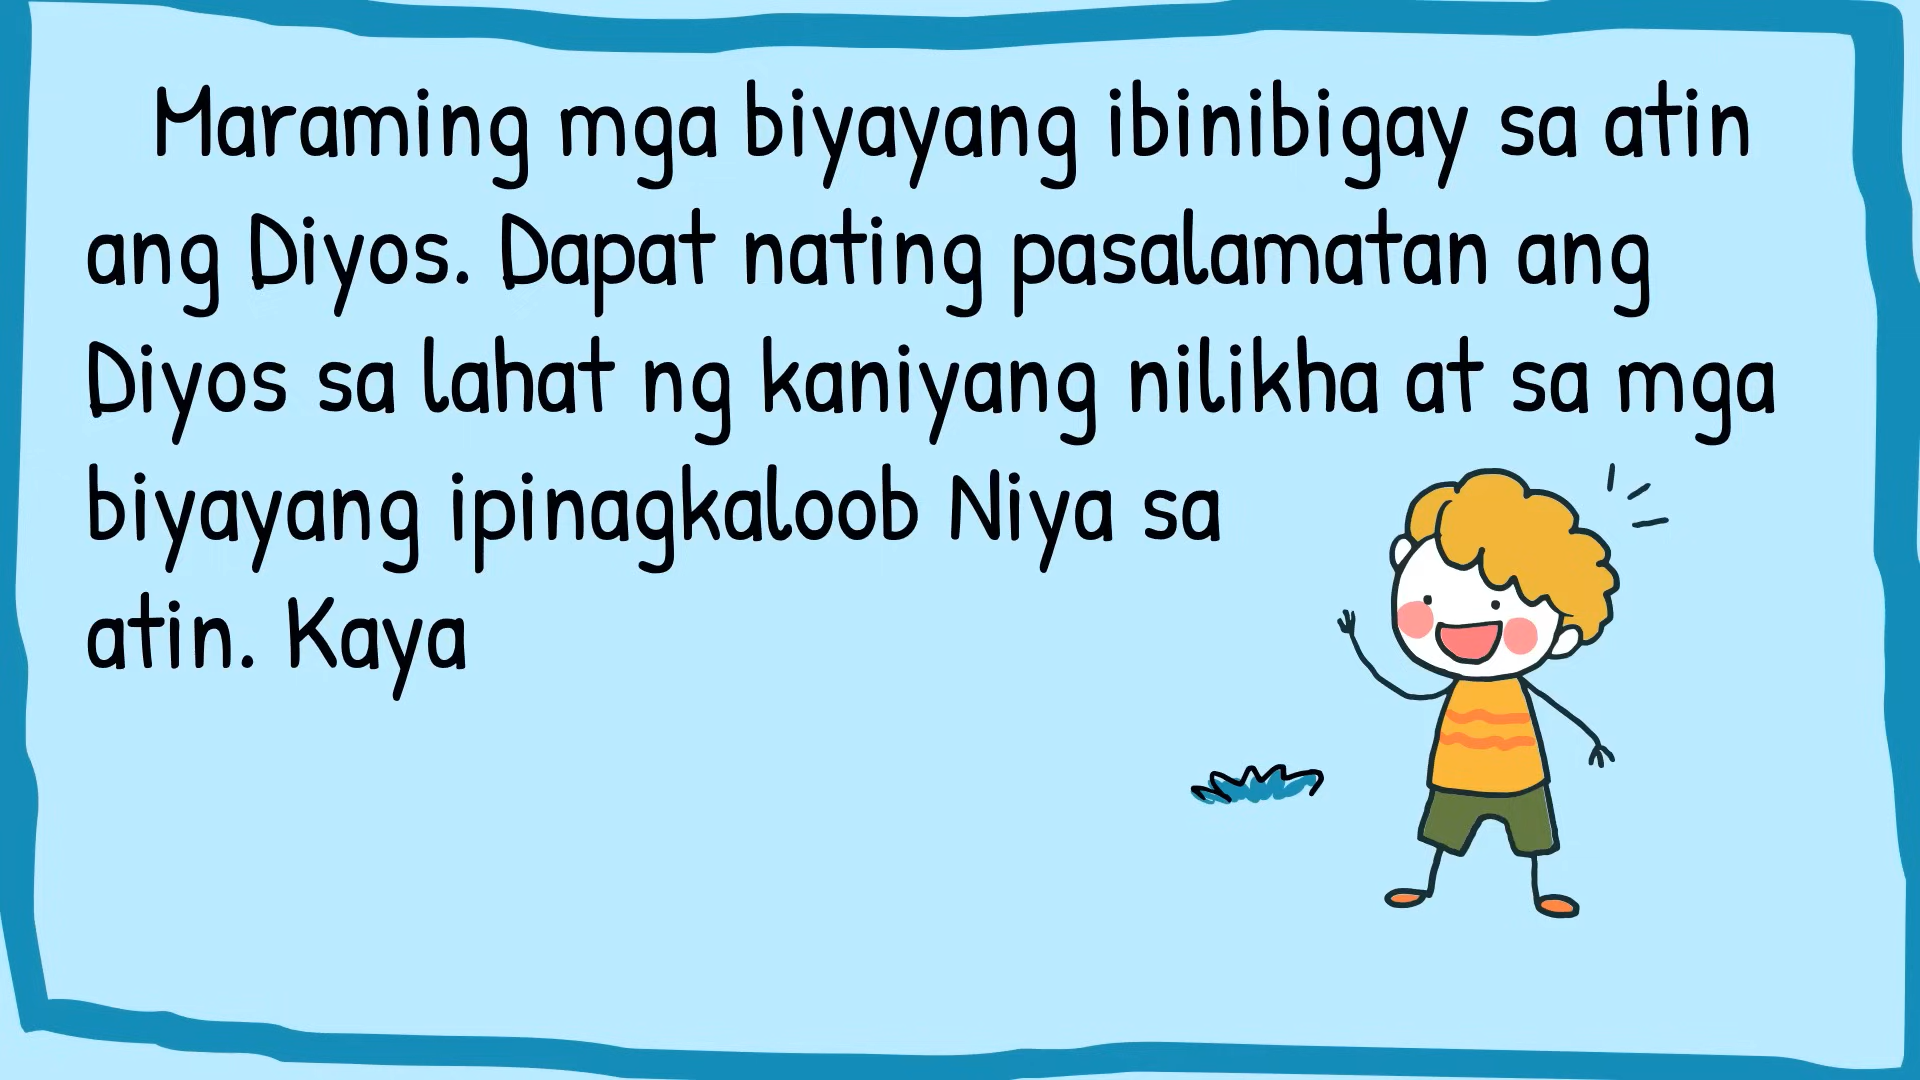 Maraming mga biyayang ibinibigay sa atin
ang Diyos. Dapat nating pasalamatan ang
Diyos sa lahat ng kaniyang nilikha at sa mga
biyayang ipinagkaloob Niya sa
atin. Kaya